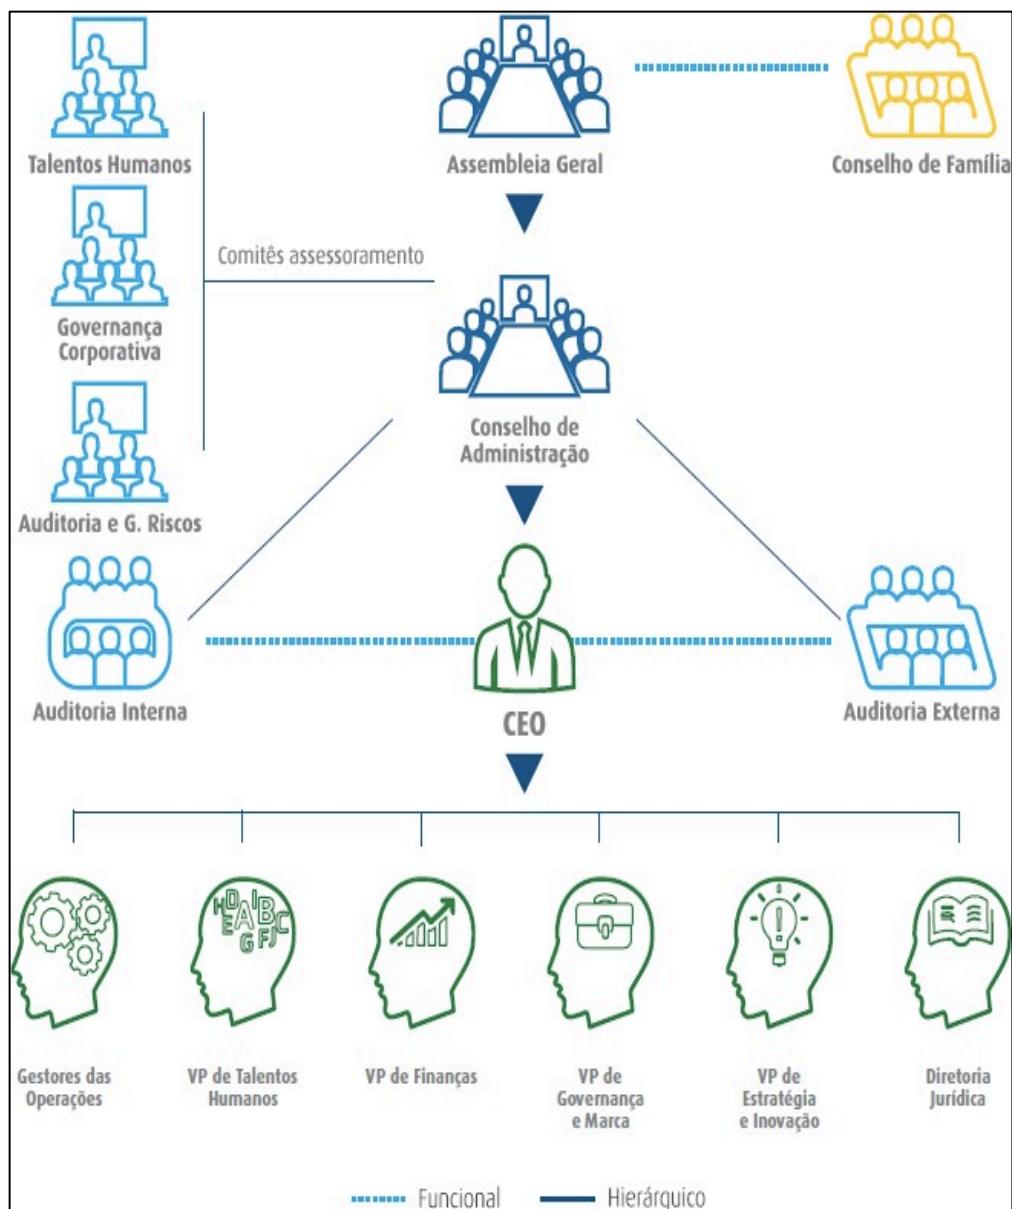 Talentos Humanos
Assembleia Geral
Conselho de Família
Comitês assessoramento
Governança
Corporativa
Conselho de
Administração
Auditoria e G. Riscos
Auditoria Interna
CEO
Auditoria Externa
Gestores das
Operações
VP de Talentos
Humanos
VP de Finanças
VP de
Governança
e Marca
VP de
Estratégia
e Inovação
Diretoria
Jurídica
Funcional
Hierárquico